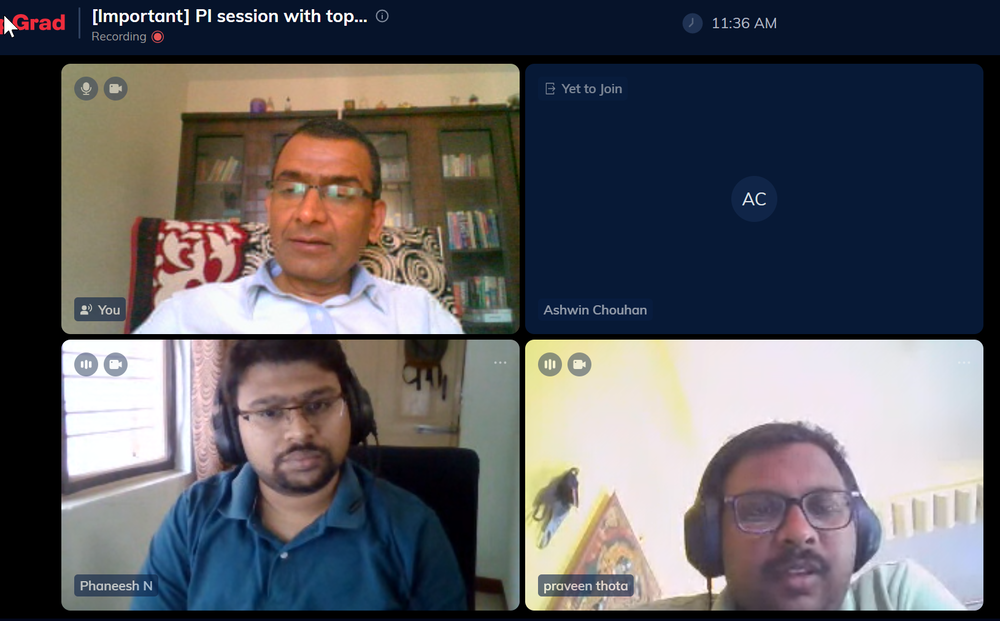 Grad
[Important] PI session with top...
Recording
11:36 AM
Yet to Join
AC
You
Ashwin Chouhan
Phaneesh N
praveen thota